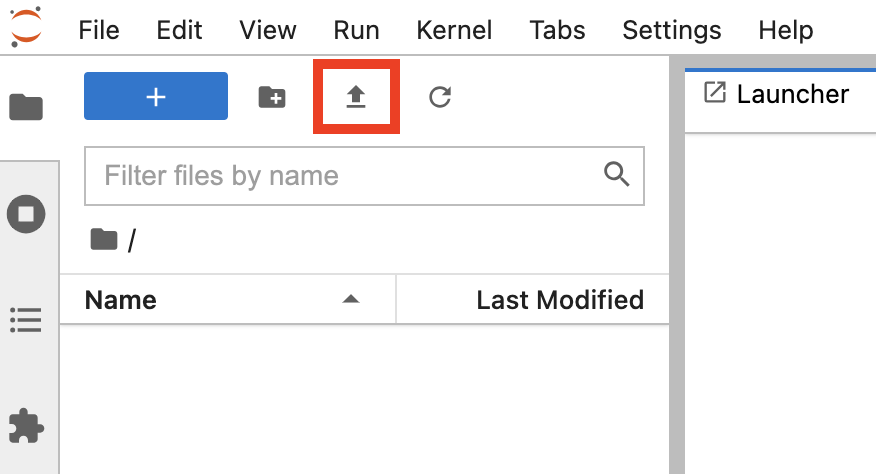 File Edit View Run Kernel Tabs Settings Help
Launcher
Filter files by name
/
Name Last Modified